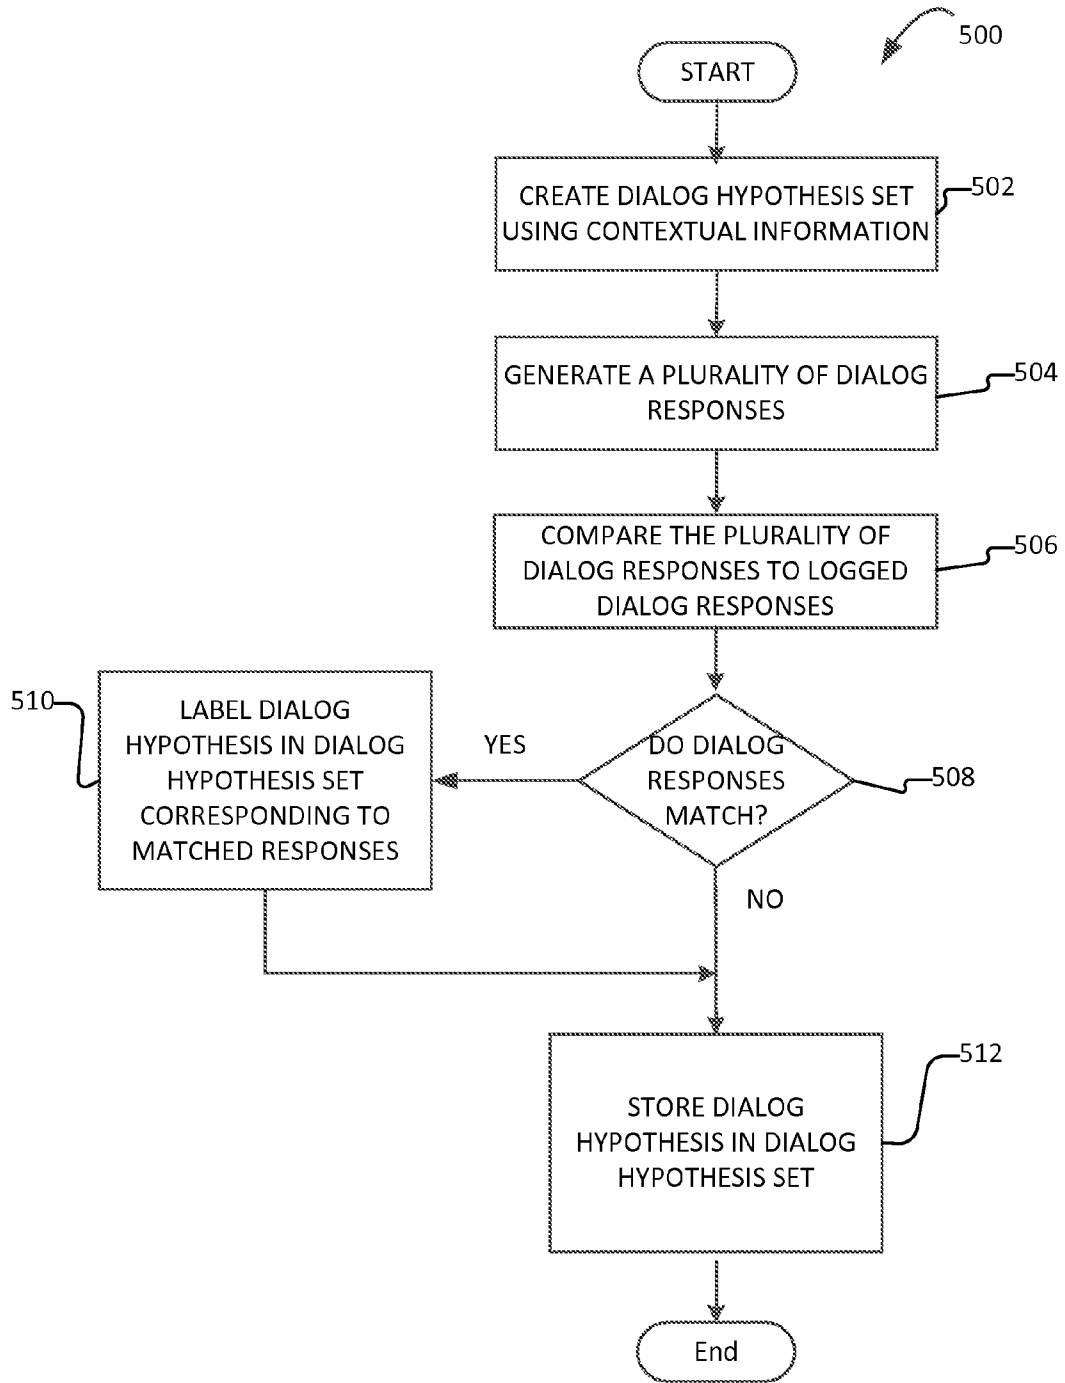 500
START
CREATE DIALOG HYPOTHESIS SET
USING CONTEXTUAL INFORMATION
502
GENERATE A PLURALITY OF DIALOG
RESPONSES
504
COMPARE THE PLURALITY OF
DIALOG RESPONSES TO LOGGED
DIALOG RESPONSES
506
DO DIALOG
RESPONSES
MATCH?
508
YES
510
LABEL DIALOG
HYPOTHESIS IN DIALOG
HYPOTHESIS SET
CORRESPONDING TO
MATCHED RESPONSES
NO
512
STORE DIALOG
HYPOTHESIS IN DIALOG
HYPOTHESIS SET
End